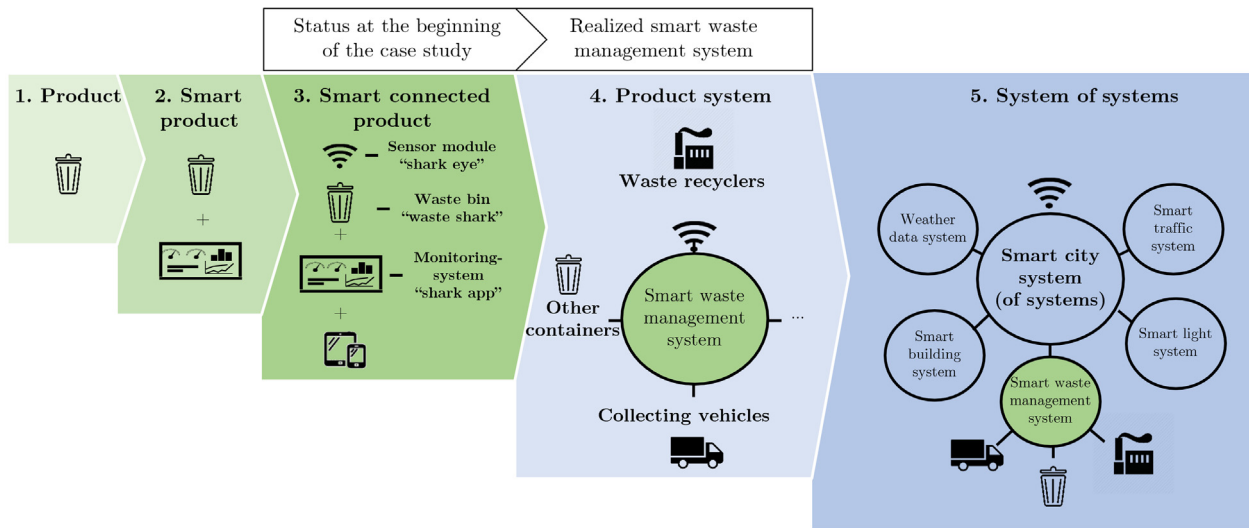 Status at the beginning
of the case study
Realized smart waste
management system
1. Product
2. Smart
product
+
3. Smart connected
product
Sensor module
“shark eye”
Waste bin
“waste shark”
+
Monitoring-
system
“shark app”
+
4. Product system
Waste recyclers
Other
containers
Smart waste
management
system
...
Collecting vehicles
5. System of systems
Weather
data system
Smart
traffic
system
Smart city
system
(of systems)
Smart
building
system
Smart light
system
Smart waste
management
system